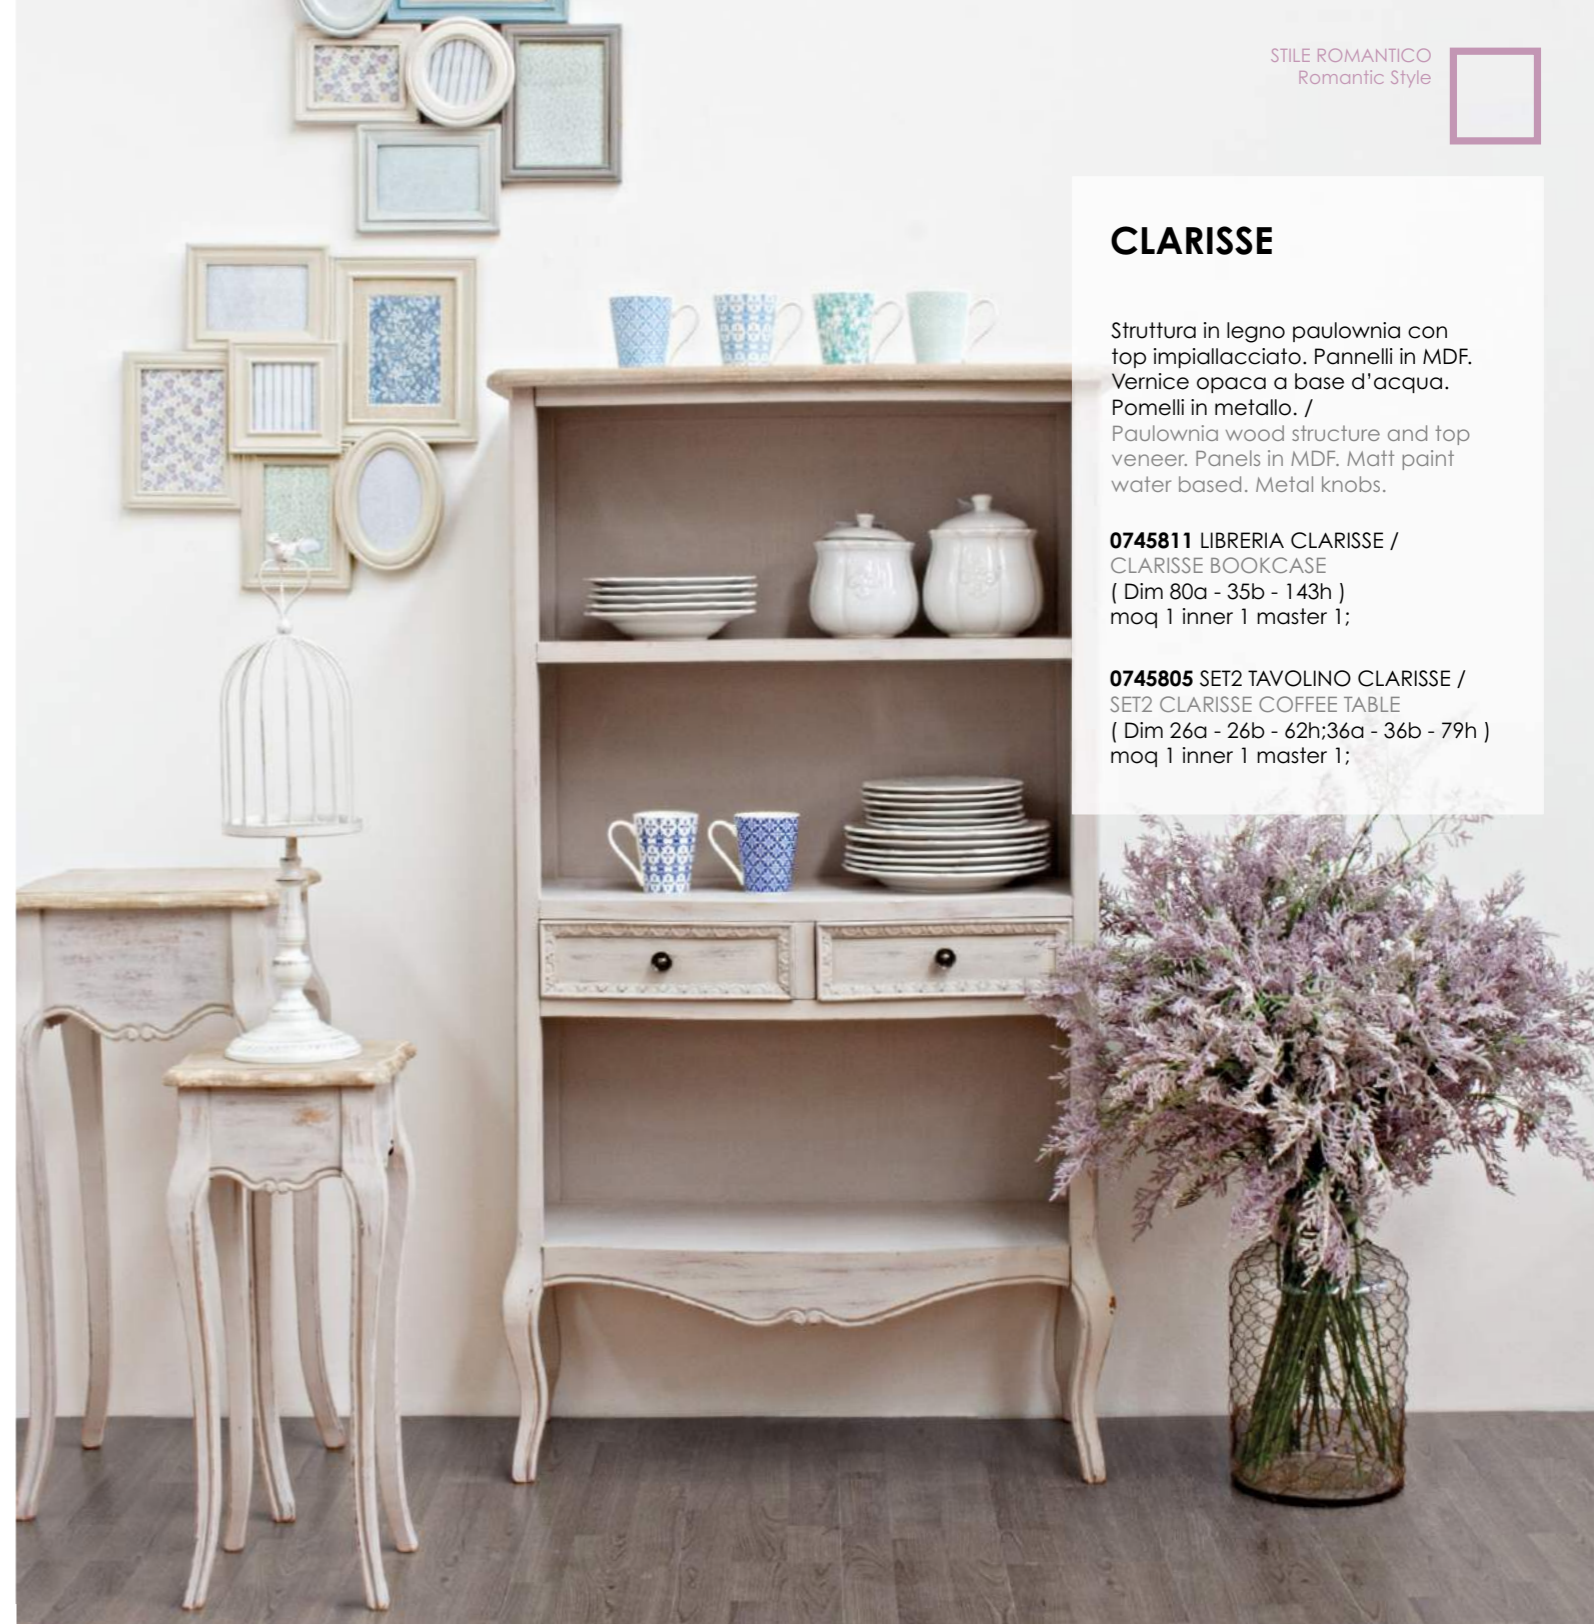 STILE ROMANTICO
Romantic Style
CLARISSE
Struttura in legno paulownia con
top impiallacciato. Pannelli in MDF.
Vernice opaca a base d'acqua.
Pomelli in metallo. /
Paulownia wood structure and top
veneer. Panels in MDF. Matt paint
water based. Metal knobs.
0745811 LIBRERIA CLARISSE /
CLARISSE BOOKCASE
( Dim 80a - 35b - 143h )
moq 1 inner 1 master 1;
0745805 SET2 TAVOLINO CLARISSE /
SET2 CLARISSE COFFEE TABLE
( Dim 26a - 26b - 62h;36a - 36b - 79h )
moq 1 inner 1 master 1;